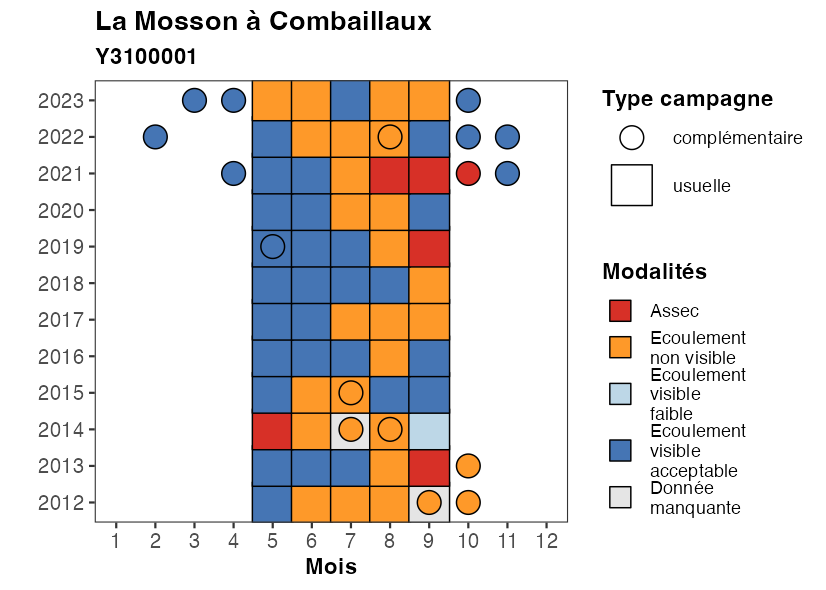 La Mosson à Combaillaux
Y3100001
2023
2022
2021
2020
2019
2018
2017
2016
2015
2014
2013
2012
1 2 3 4 5 6 7 8 9 10 11 12
Mois
Type campagne
complémentaire
usuelle
Modalités
Assec
Ecoulement
non visible
Ecoulement
visible
faible
Ecoulement
visible
acceptable
Donnée
manquante